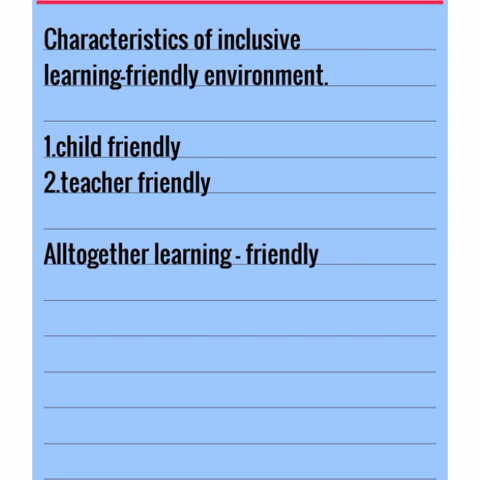 Characteristics of inclusive
learning-friendly environment.
1.child friendly
2.teacher friendly
Alltogether learning - friendly